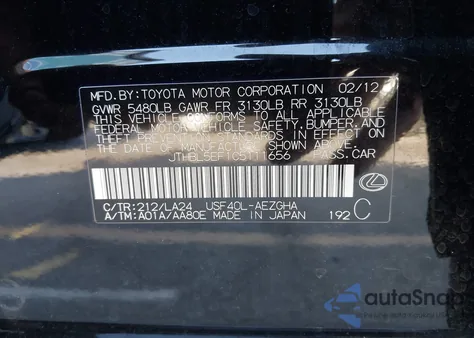 MFD.BY:TOYOTA MOTOR CORPORATION 02/12
GVWR 5480LB GAWR FR 3130LB RR 3130LB
THIS VEHICLE CONFORMS TO ALL APPLICABLE
FEDERAL MOTOR VEHICLE SAFETY, BUMPER, AND
THEFT PREVENTION STANDARDS IN EFFECT ON
THE DATE OF MANUFACTURE SHOWN ABOVE.
JTHBL5EF1C5111656 PASS.CAR
C/TR:212/LA24 USF40L-AEZGHA
A/TM:A01A/AA80E MADE IN JAPAN 192 C
autoSnap